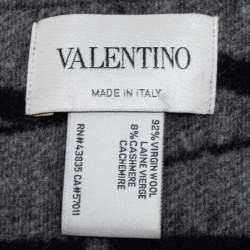 VALENTINO
MADE IN ITALY
92% VIRGIN WOOL
LAINE VIERGE
8% CASHMERE
CACHEMIRE
RN#43835 CA#57011